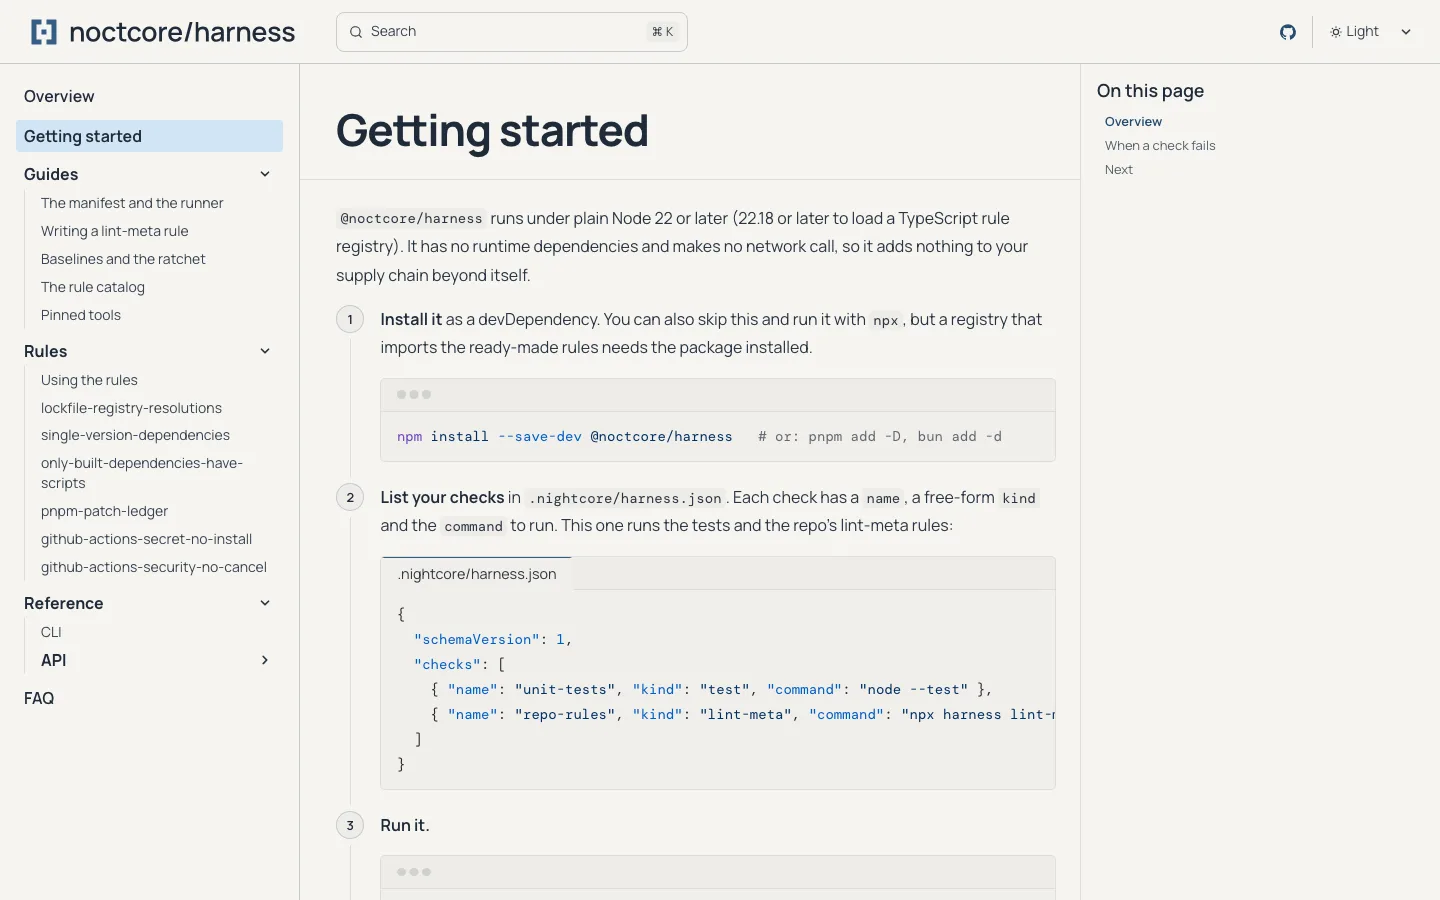 noctcore/harness
Search
⌘ K
Light
Overview
Getting started
Guides
The manifest and the runner
Writing a lint-meta rule
Baselines and the ratchet
The rule catalog
Pinned tools
Rules
Using the rules
lockfile-registry-resolutions
single-version-dependencies
only-built-dependencies-have-
scripts
pnpm-patch-ledger
github-actions-secret-no-install
github-actions-security-no-cancel
Reference
CLI
API
FAQ
Getting started
@noctcore/harness runs under plain Node 22 or later (22.18 or later to load a TypeScript rule
registry). It has no runtime dependencies and makes no network call, so it adds nothing to your
supply chain beyond itself.
1
Install it as a devDependency. You can also skip this and run it with npx, but a registry that
imports the ready-made rules needs the package installed.
npm install --save-dev @noctcore/harness   # or: pnpm add -D, bun add -d
2
List your checks in .nightcore/harness.json. Each check has a name, a free-form kind
and the command to run. This one runs the tests and the repo's lint-meta rules:
.nightcore/harness.json
{
  "schemaVersion": 1,
  "checks": [
    { "name": "unit-tests", "kind": "test", "command": "node --test" },
    { "name": "repo-rules", "kind": "lint-meta", "command": "npx harness lint-
  ]
}
3
Run it.
On this page
Overview
When a check fails
Next